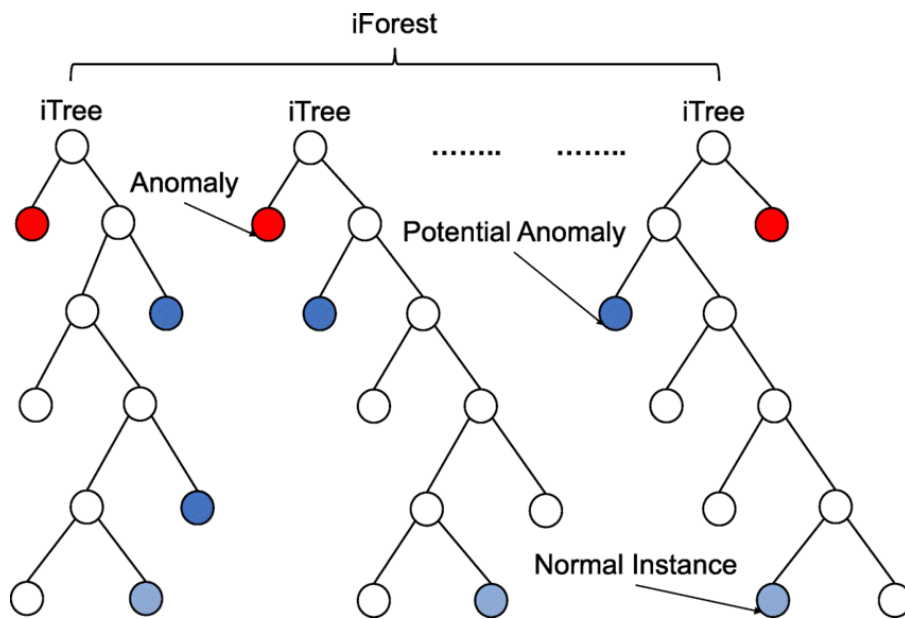 iForest
iTree
iTree
........
........
iTree
Anomaly
Potential Anomaly
Normal Instance